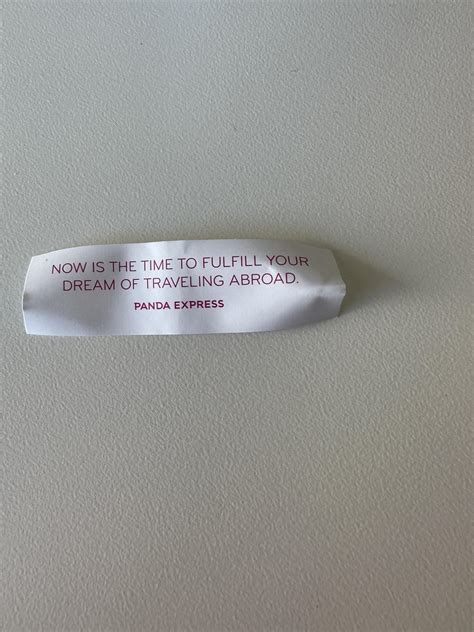 NOW IS THE TIME TO FULFILL YOUR
DREAM OF TRAVELING ABROAD.
PANDA EXPRESS